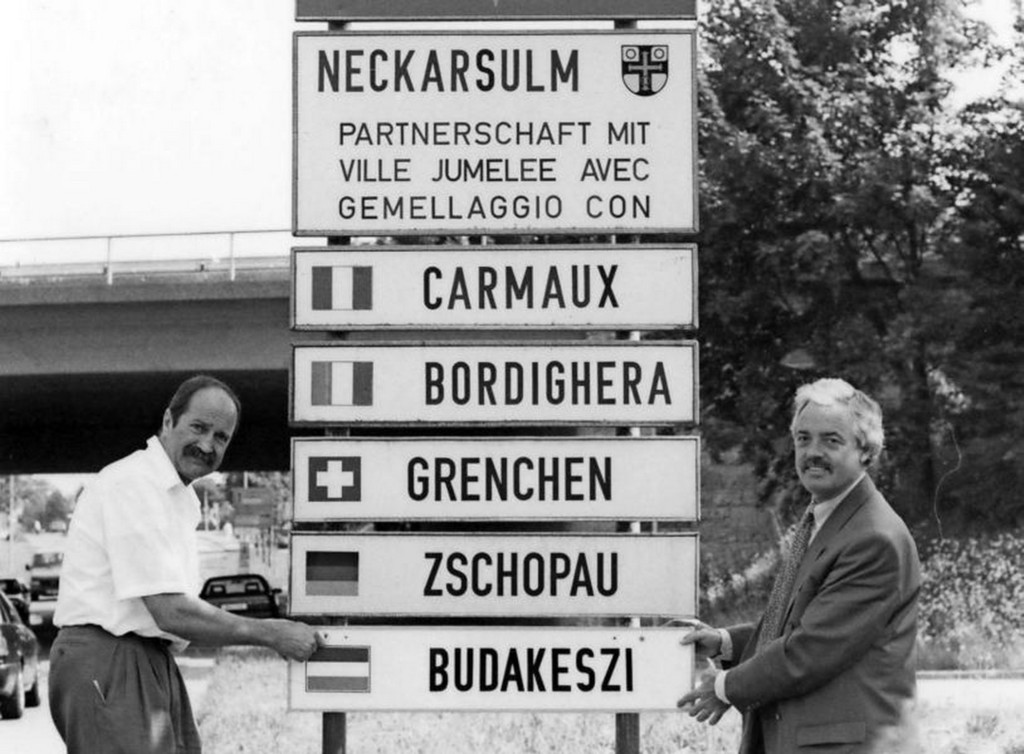 NECKARSULM
PARTNERSCHAFT MIT
VILLE JUMELEE AVEC
GEMELLAGGIO CON
CARMAUX
BORDIGHERA
GRENCHEN
ZSCHOPAU
BUDAKESZI